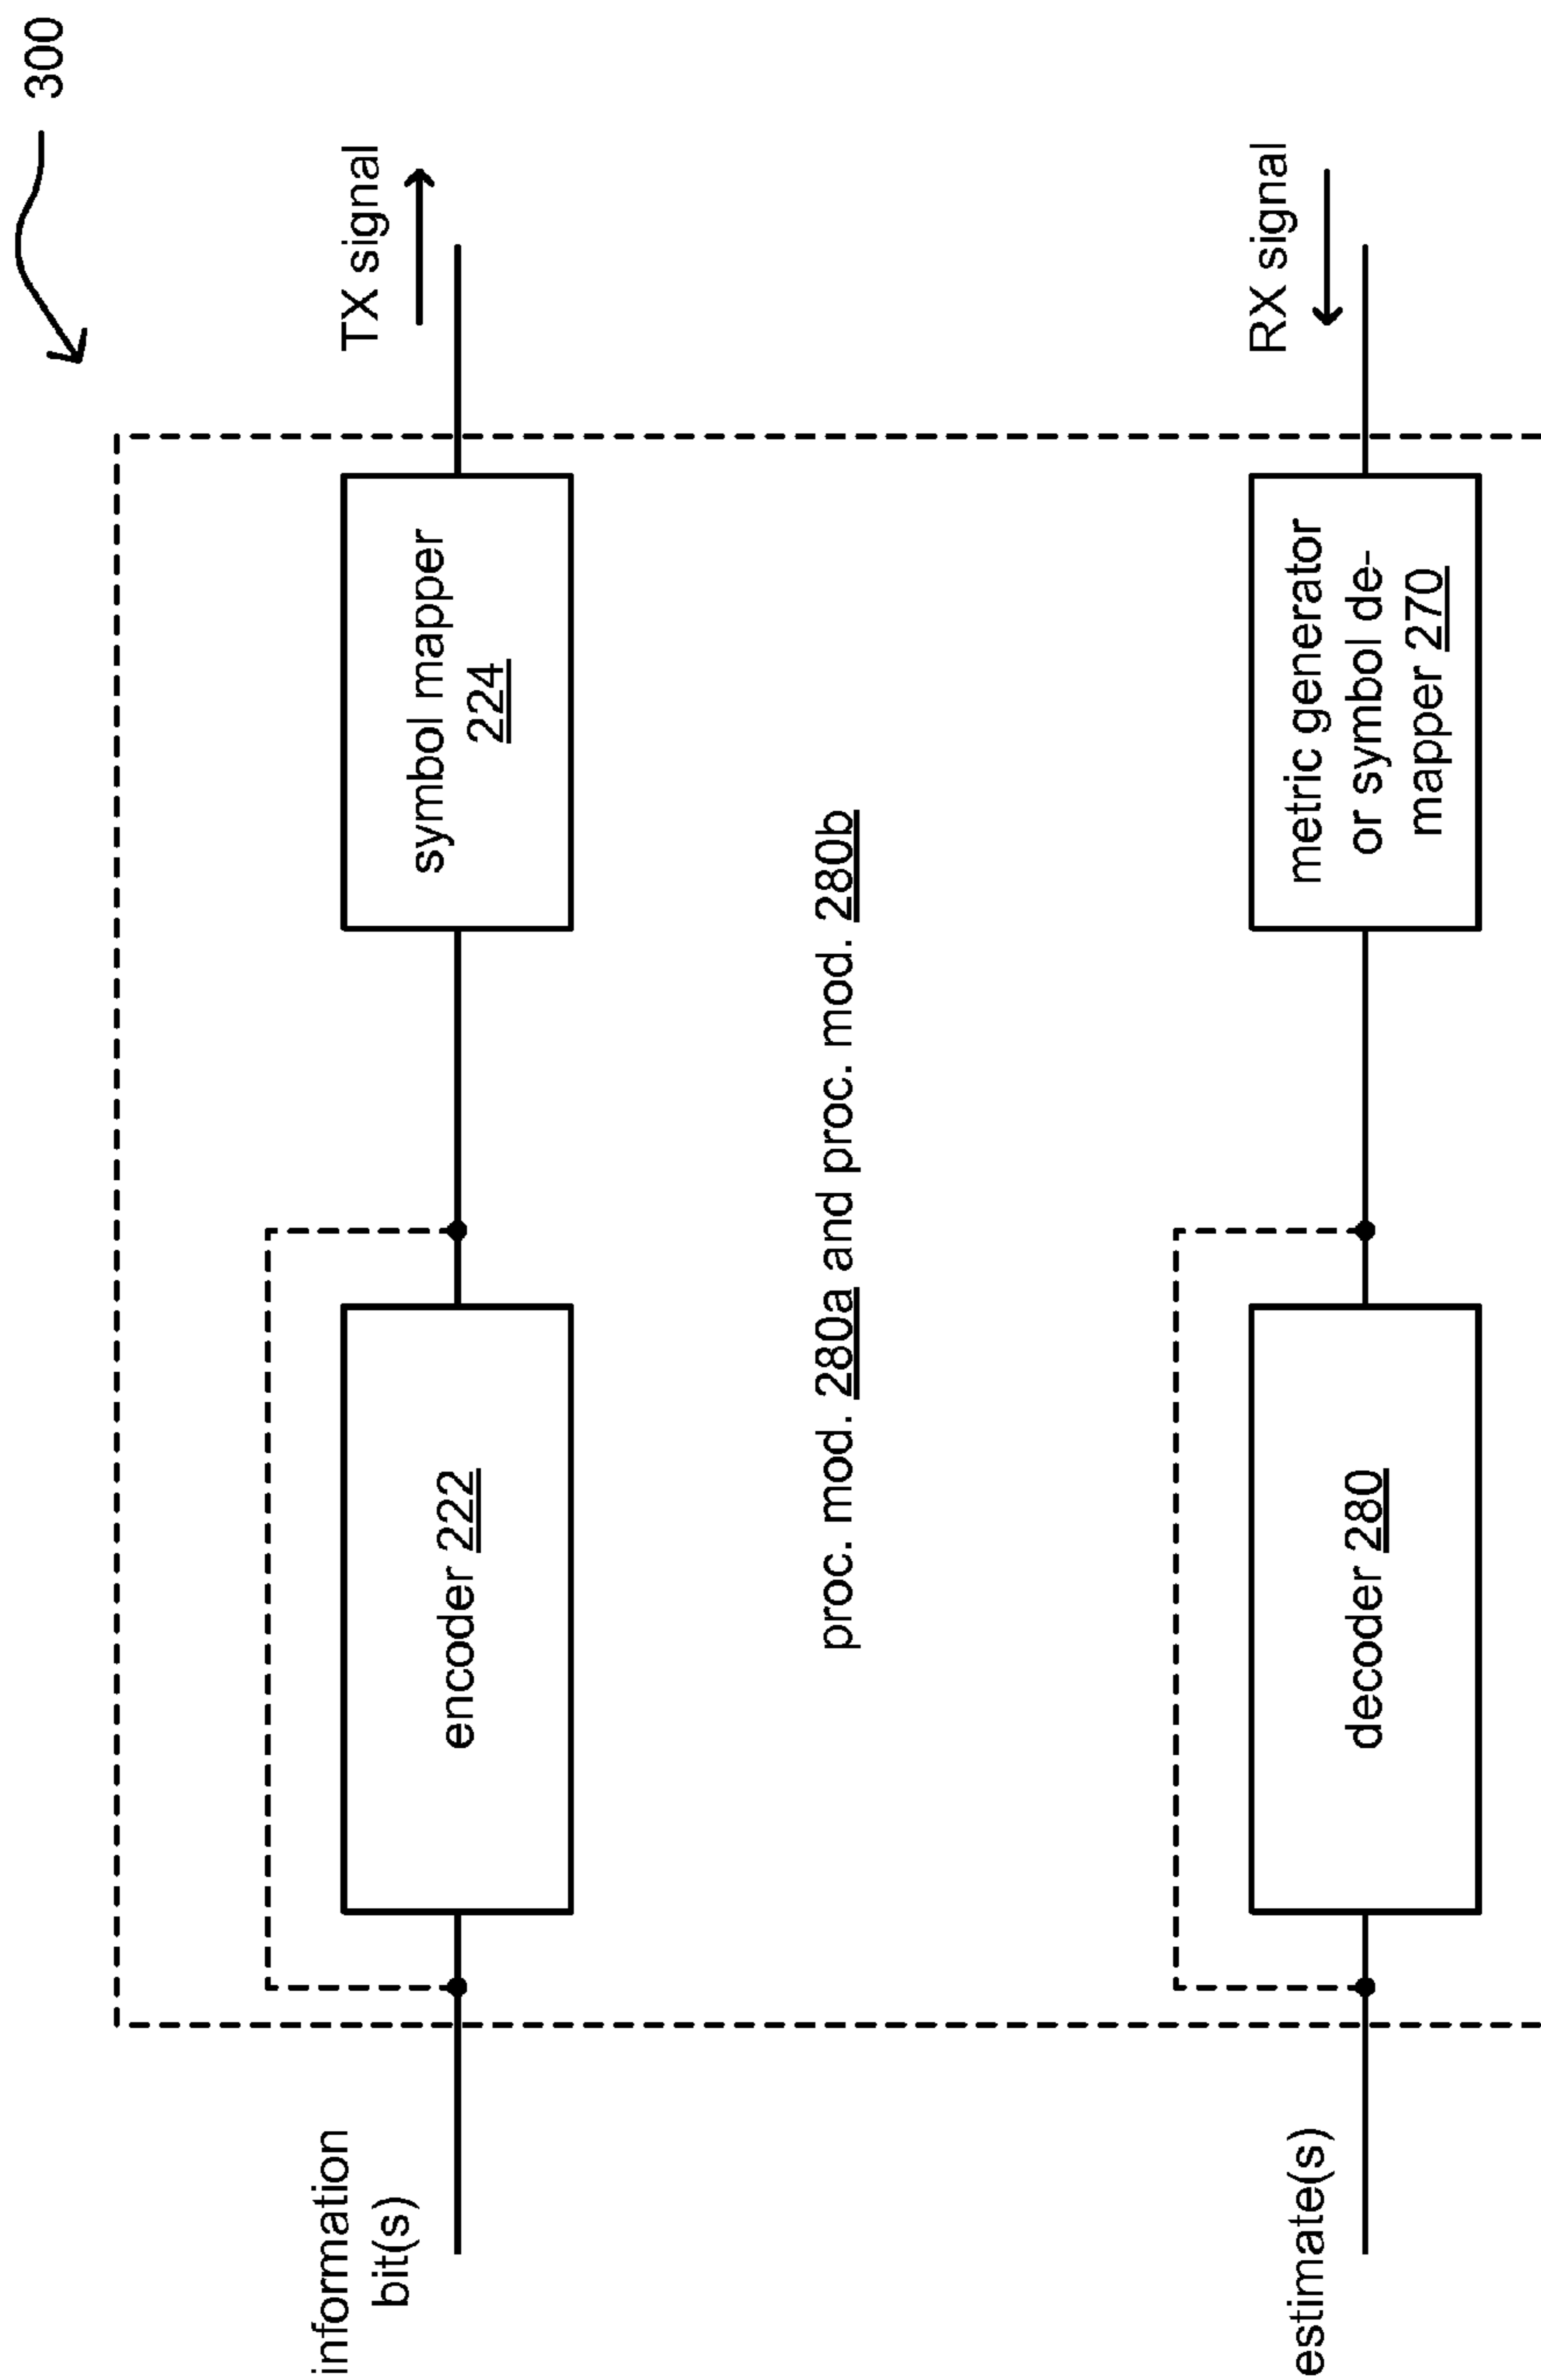 300
information
bit(s)
encoder 222
symbol mapper
224
TX signal
proc. mod. 280a and proc. mod. 280b
estimate(s)
decoder 280
metric generator
or symbol de-
mapper 270
RX signal